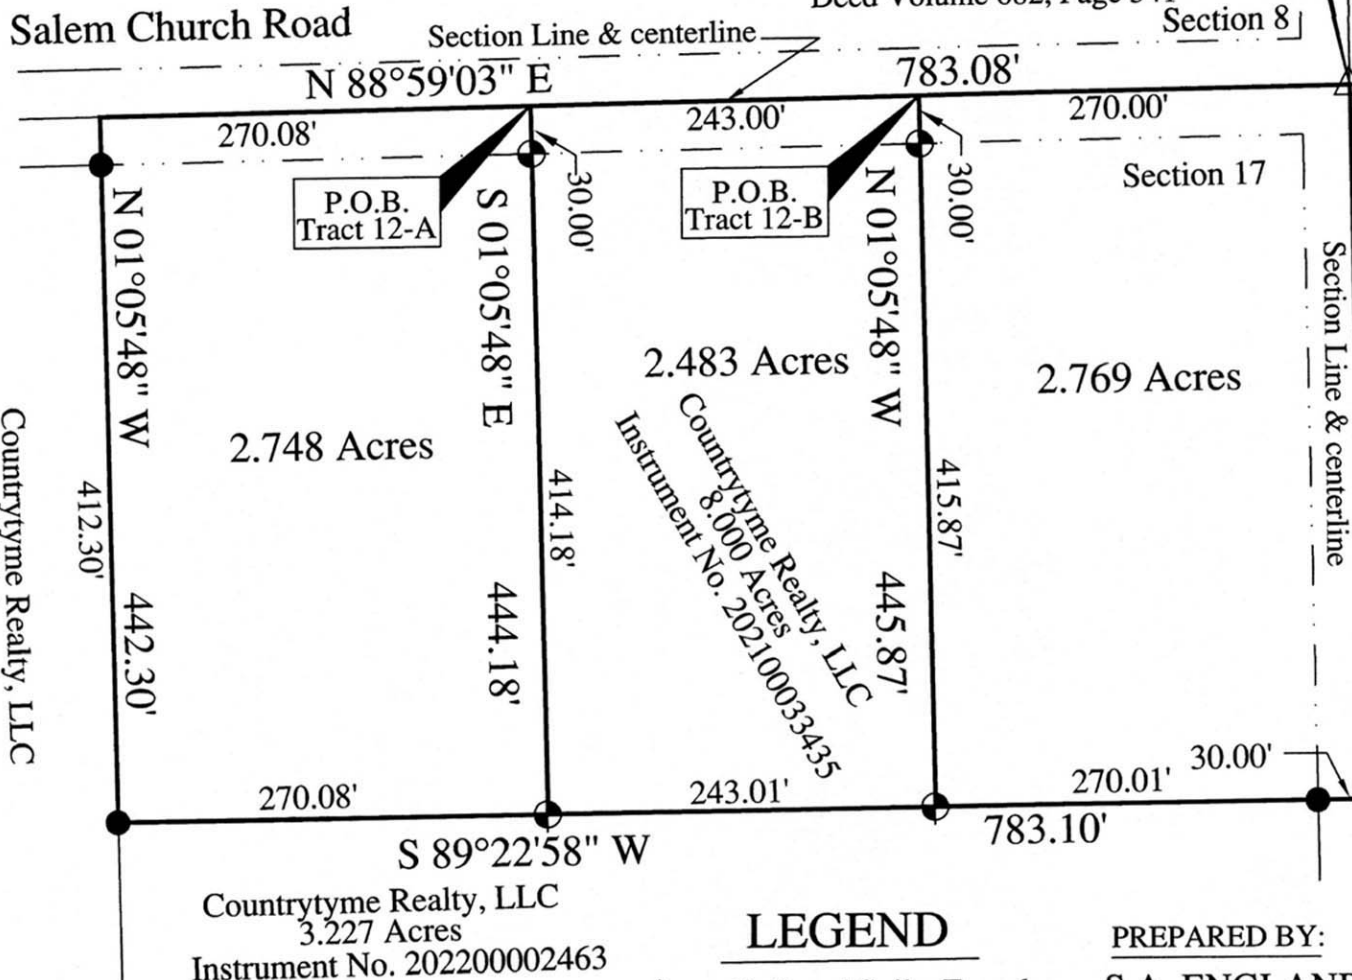 Salem Church Road
Section Line & centerline
Section 8
N 88°59'03" E
783.08'
270.08'
243.00'
270.00'
P.O.B.
Tract 12-A
P.O.B.
Tract 12-B
30.00'
30.00'
Section 17
N 01°05'48" W
S 01°05'48" E
N 01°05'48" W
Section Line & centerline
2.748 Acres
2.483 Acres
2.769 Acres
Countrytyme Realty, LLC
8.000 Acres
Instrument No. 202100033435
Countrytyme Realty, LLC
412.30'
442.30'
414.18'
444.18'
415.87'
445.87'
30.00'
270.08'
243.01'
270.01'
S 89°22'58" W
783.10'
Countrytyme Realty, LLC
3.227 Acres
Instrument No. 202200002463
LEGEND
PREPARED BY: